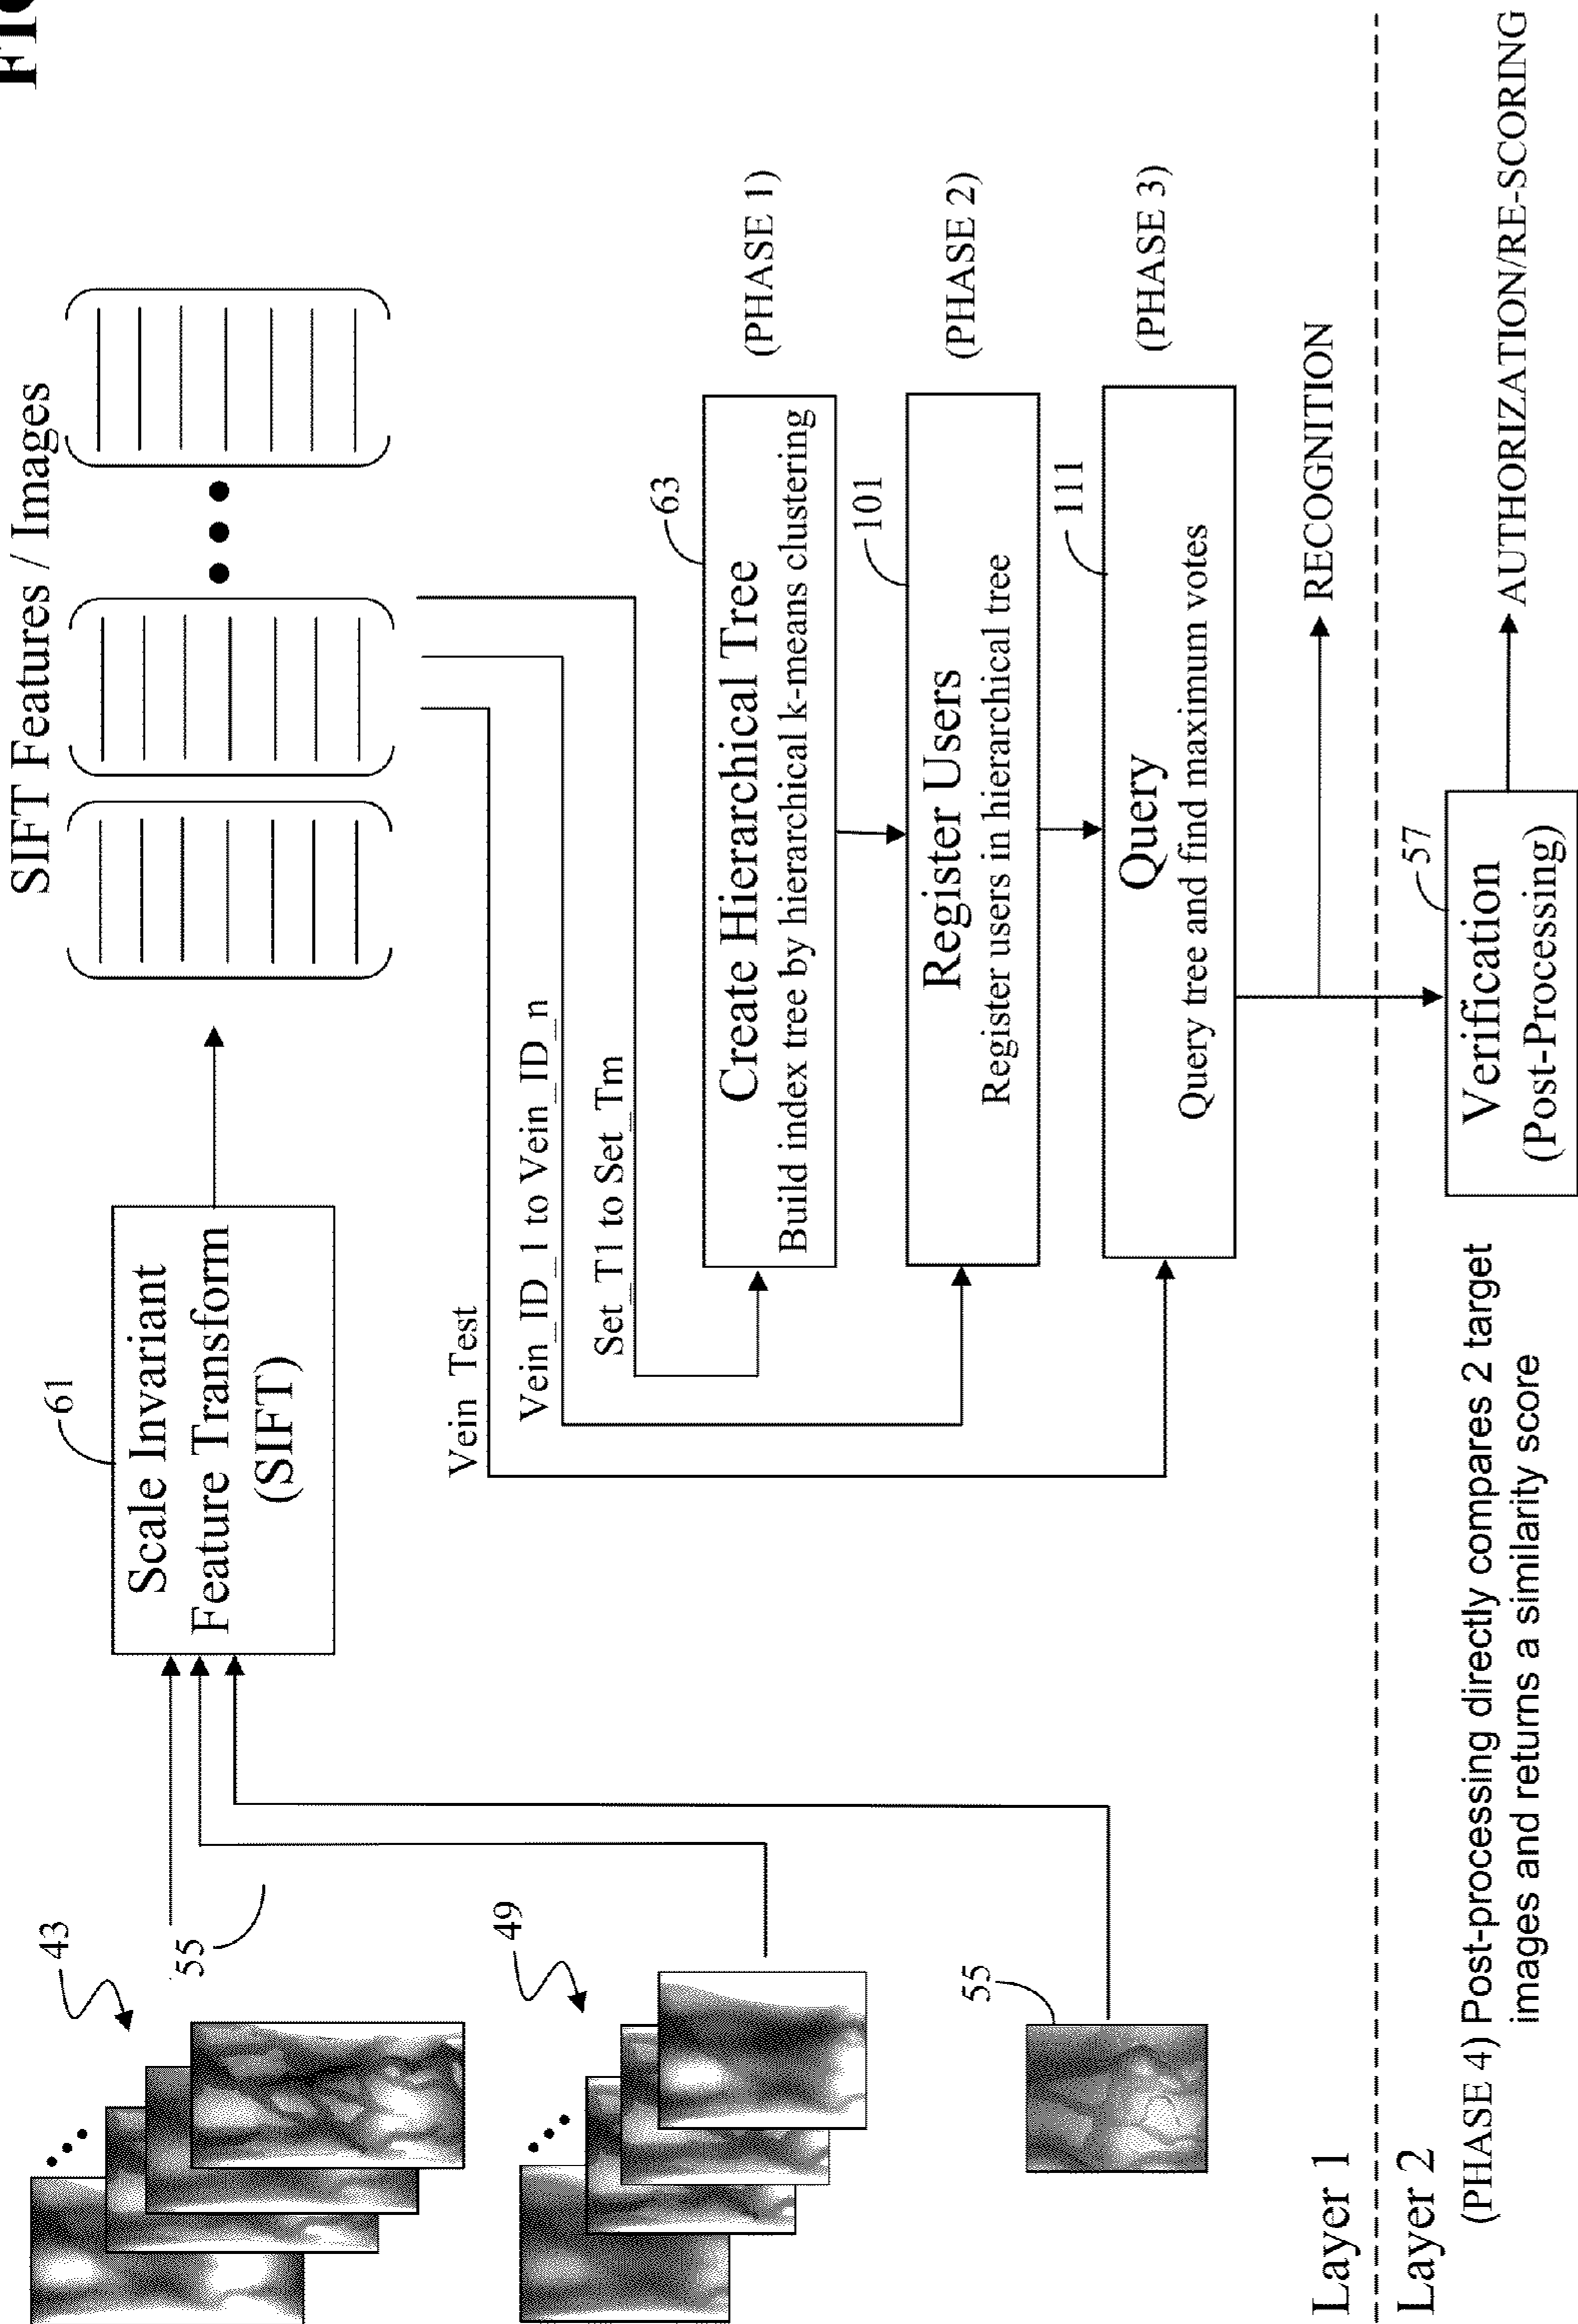 FIG
SIFT Features / Images
61
Scale Invariant
Feature Transform
(SIFT)
43
55
49
55
Vein Test
Vein_ID_1 to Vein_ID_n
Set_T1 to Set_Tm
63
Create Hierarchical Tree
Build index tree by hierarchical k-means clustering
(PHASE 1)
101
Register Users
Register users in hierarchical tree
(PHASE 2)
111
Query
Query tree and find maximum votes
(PHASE 3)
RECOGNITION
Layer 1
Layer 2
(PHASE 4) Post-processing directly compares 2 target
images and returns a similarity score
57
Verification
(Post-Processing)
AUTHORIZATION/RE-SCORING